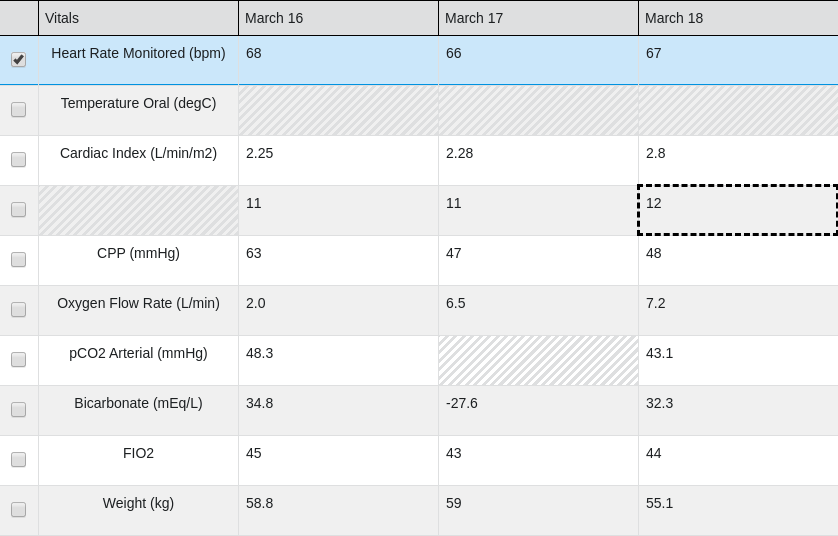 Vitals March 16 March 17 March 18
Heart Rate Monitored (bpm) 68 66 67
Temperature Oral (degC)
Cardiac Index (L/min/m2) 2.25 2.28 2.8
11 11 12
CPP (mmHg) 63 47 48
Oxygen Flow Rate (L/min) 2.0 6.5 7.2
pCO2 Arterial (mmHg) 48.3 43.1
Bicarbonate (mEq/L) 34.8 -27.6 32.3
FIO2 45 43 44
Weight (kg) 58.8 59 55.1